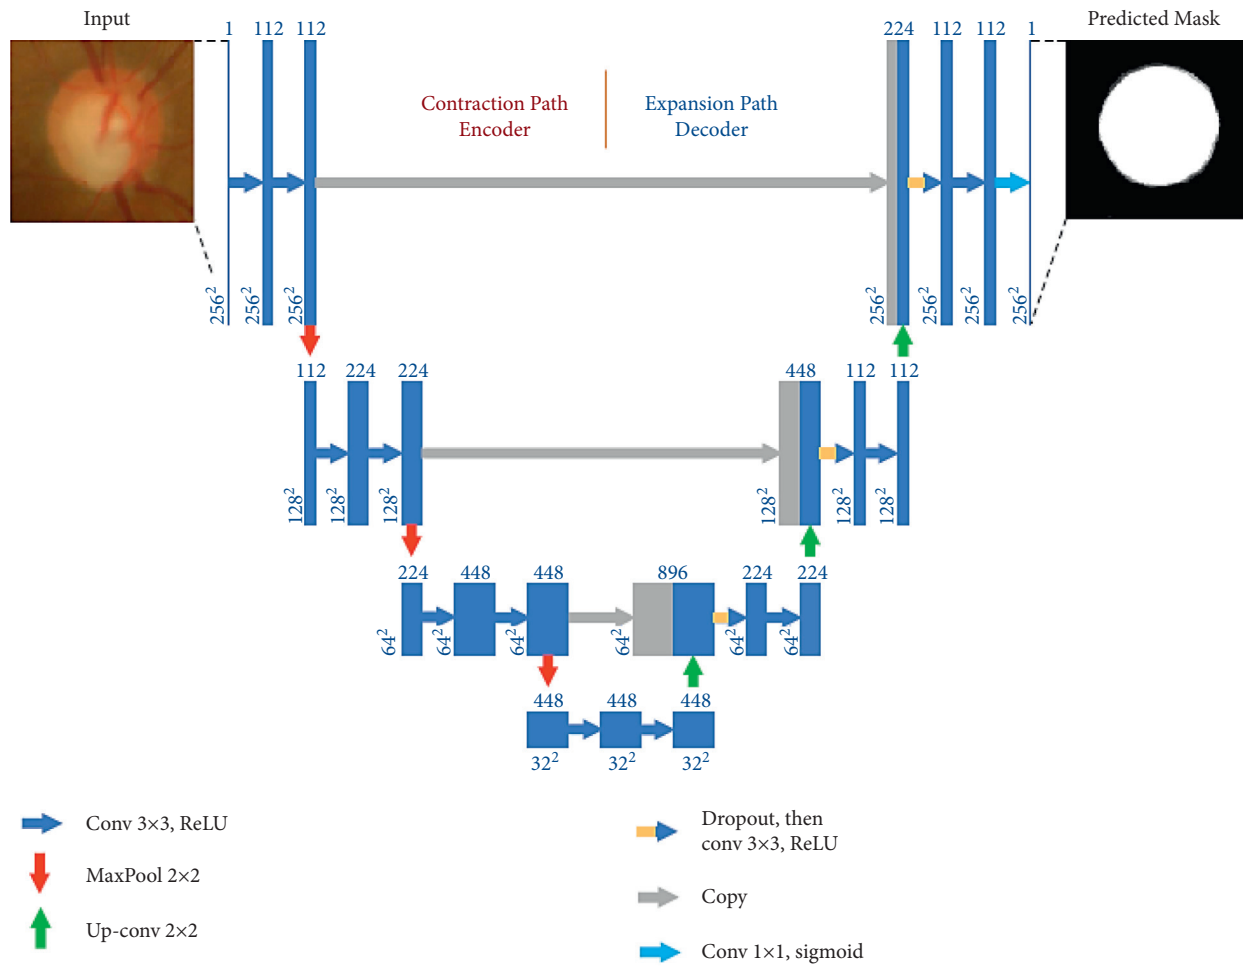 Input
Predicted Mask
1 112 112
224 112 112 1
Contraction Path
Encoder
Expansion Path
Decoder
256² 256² 256²
256² 256² 256² 256²
112 224 224
448 112 112
128² 128² 128²
128² 128² 128²
224 448 448
896 224 224
64² 64² 64²
64² 64² 64²
448 448 448
32² 32² 32²
Conv 3×3, ReLU
MaxPool 2×2
Up-conv 2×2
Dropout, then
conv 3×3, ReLU
Copy
Conv 1×1, sigmoid